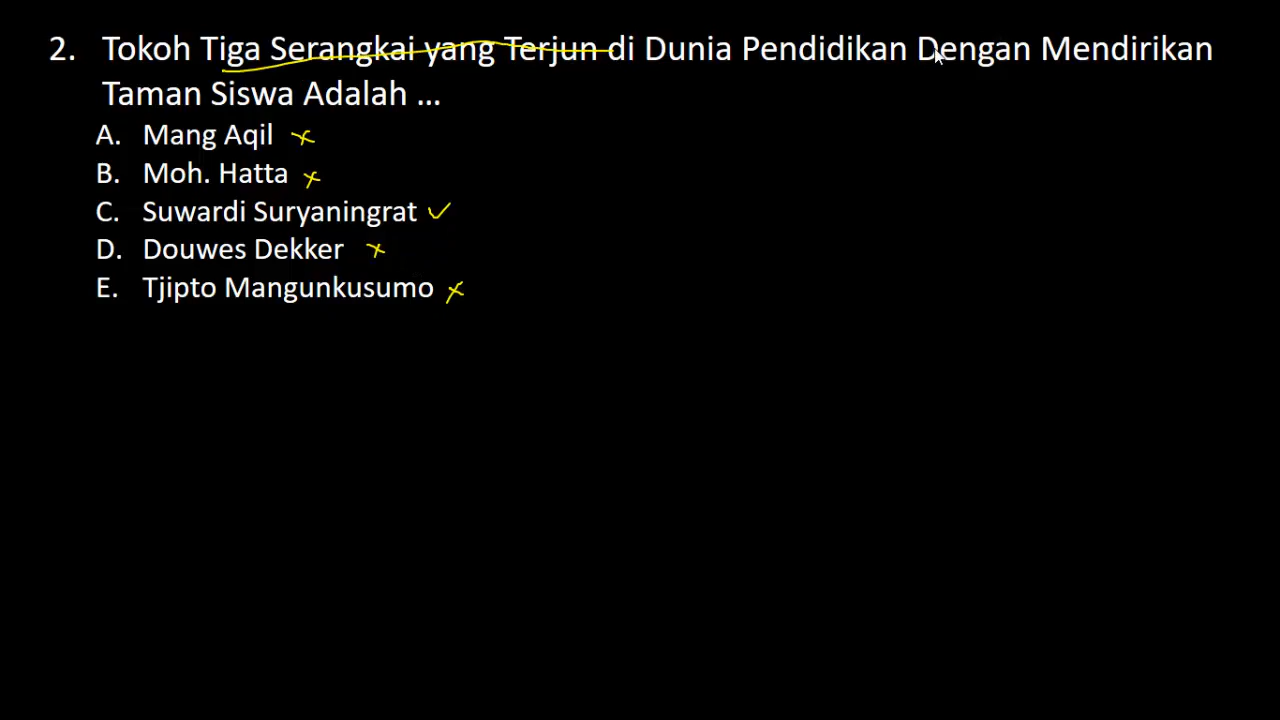 2. Tokoh Tiga Serangkai yang Terjun di Dunia Pendidikan Dengan Mendirikan
Taman Siswa Adalah ...
A. Mang Aqil
B. Moh. Hatta
C. Suwardi Suryaningrat
D. Douwes Dekker
E. Tjipto Mangunkusumo